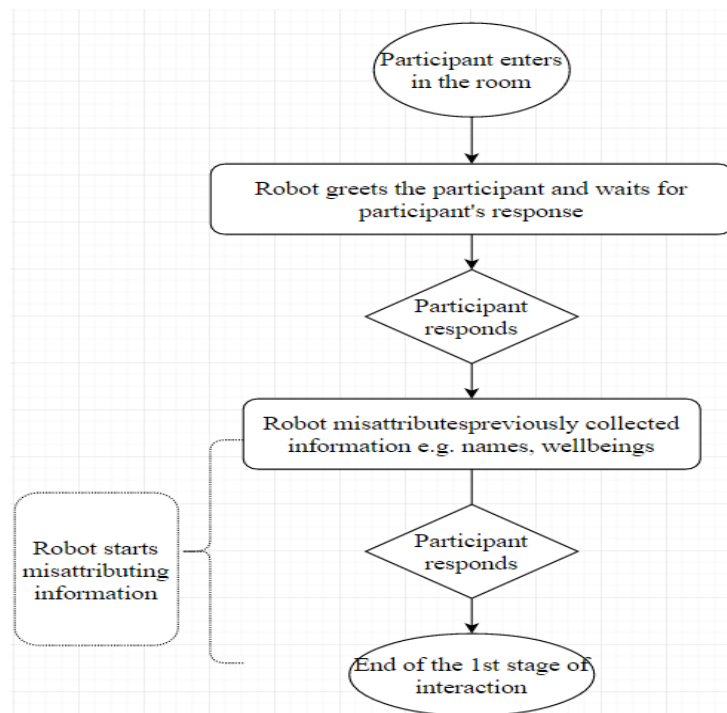 Participant enters
in the room
Robot greets the participant and waits for
participant's response
Participant
responds
Robot misattributespreviously collected
information e.g. names, wellbeings
Robot starts
misattributing
information
Participant
responds
End of the 1st stage of
interaction